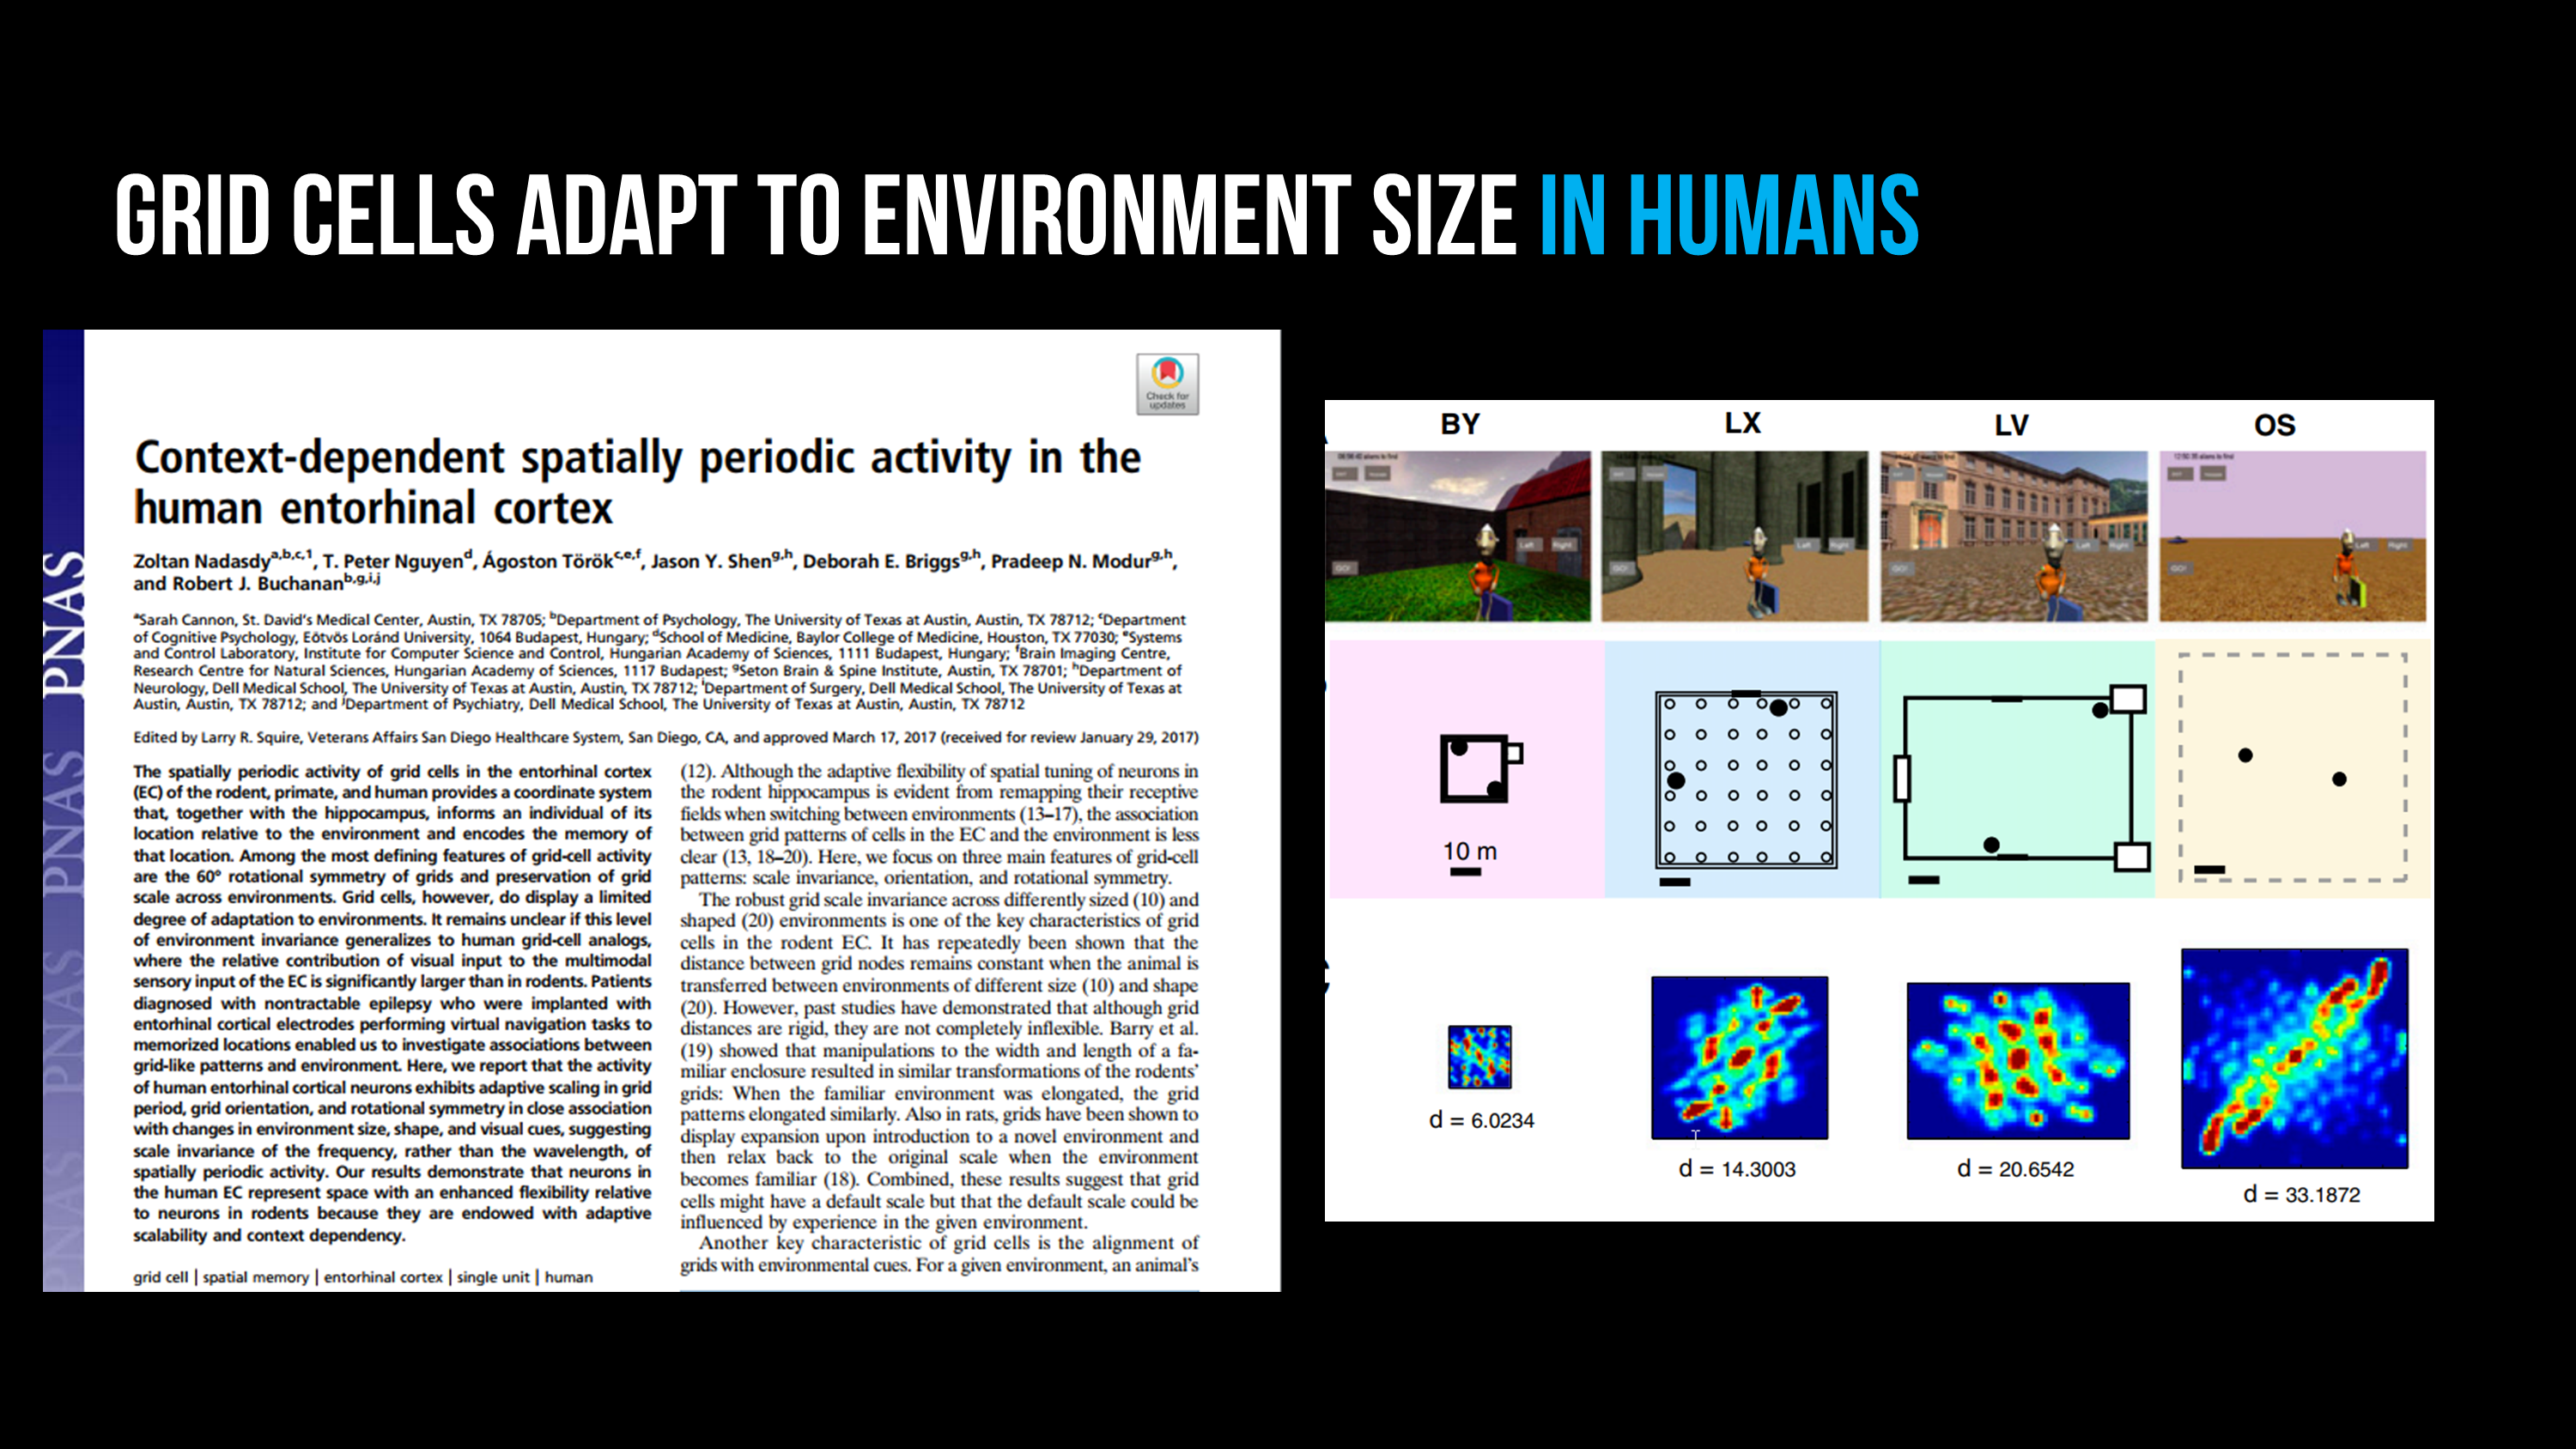 GRID CELLS ADAPT TO ENVIRONMENT SIZE IN HUMANS
PNAS PNAS PNAS PNAS
Check for
updates
Context-dependent spatially periodic activity in the
human entorhinal cortex
Zoltan Nadasdy^a,b,c,1, T. Peter Nguyen^d, Ágoston Török^c,e,f, Jason Y. Shen^g,h, Deborah E. Briggs^g,h, Pradeep N. Modur^g,h,
and Robert J. Buchanan^b,g,i,j
^aSarah Cannon, St. David's Medical Center, Austin, TX 78705; ^bDepartment of Psychology, The University of Texas at Austin, Austin, TX 78712; ^cDepartment
of Cognitive Psychology, Eötvös Loránd University, 1064 Budapest, Hungary; ^dSchool of Medicine, Baylor College of Medicine, Houston, TX 77030; ^eSystems
and Control Laboratory, Institute for Computer Science and Control, Hungarian Academy of Sciences, 1111 Budapest, Hungary; ^fBrain Imaging Centre,
Research Centre for Natural Sciences, Hungarian Academy of Sciences, 1117 Budapest; ^gSeton Brain & Spine Institute, Austin, TX 78701; ^hDepartment of
Neurology, Dell Medical School, The University of Texas at Austin, Austin, TX 78712; ^iDepartment of Surgery, Dell Medical School, The University of Texas at
Austin, Austin, TX 78712; and ^jDepartment of Psychiatry, Dell Medical School, The University of Texas at Austin, Austin, TX 78712
Edited by Larry R. Squire, Veterans Affairs San Diego Healthcare System, San Diego, CA, and approved March 17, 2017 (received for review January 29, 2017)
The spatially periodic activity of grid cells in the entorhinal cortex
(EC) of the rodent, primate, and human provides a coordinate system
that, together with the hippocampus, informs an individual of its
location relative to the environment and encodes the memory of
that location. Among the most defining features of grid-cell activity
are the 60° rotational symmetry of grids and preservation of grid
scale across environments. Grid cells, however, do display a limited
degree of adaptation to environments. It remains unclear if this level
of environment invariance generalizes to human grid-cell analogs,
where the relative contribution of visual input to the multimodal
sensory input of the EC is significantly larger than in rodents. Patients
diagnosed with nontractable epilepsy who were implanted with
entorhinal cortical electrodes performing virtual navigation tasks to
memorized locations enabled us to investigate associations between
grid-like patterns and environment. Here, we report that the activity
of human entorhinal cortical neurons exhibits adaptive scaling in grid
period, grid orientation, and rotational symmetry in close association
with changes in environment size, shape, and visual cues, suggesting
scale invariance of the frequency, rather than the wavelength, of
spatially periodic activity. Our results demonstrate that neurons in
the human EC represent space with an enhanced flexibility relative
to neurons in rodents because they are endowed with adaptive
scalability and context dependency.
grid cell | spatial memory | entorhinal cortex | single unit | human
(12). Although the adaptive flexibility of spatial tuning of neurons in
the rodent hippocampus is evident from remapping their receptive
fields when switching between environments (13–17), the association
between grid patterns of cells in the EC and the environment is less
clear (13, 18–20). Here, we focus on three main features of grid-cell
patterns: scale invariance, orientation, and rotational symmetry.
The robust grid scale invariance across differently sized (10) and
shaped (20) environments is one of the key characteristics of grid
cells in the rodent EC. It has repeatedly been shown that the
distance between grid nodes remains constant when the animal is
transferred between environments of different size (10) and shape
(20). However, past studies have demonstrated that although grid
distances are rigid, they are not completely inflexible. Barry et al.
(19) showed that manipulations to the width and length of a fa-
miliar enclosure resulted in similar transformations of the rodents'
grids: When the familiar environment was elongated, the grid
patterns elongated similarly. Also in rats, grids have been shown to
display expansion upon introduction to a novel environment and
then relax back to the original scale when the environment
becomes familiar (18). Combined, these results suggest that grid
cells might have a default scale but that the default scale could be
influenced by experience in the given environment.
Another key characteristic of grid cells is the alignment of
grids with environmental cues. For a given environment, an animal's
BY LX LV OS
Left Right Left Right Left Right Left Right
GO! GO! GO! GO!
10 m
d = 6.0234
d = 14.3003
d = 20.6542
d = 33.1872